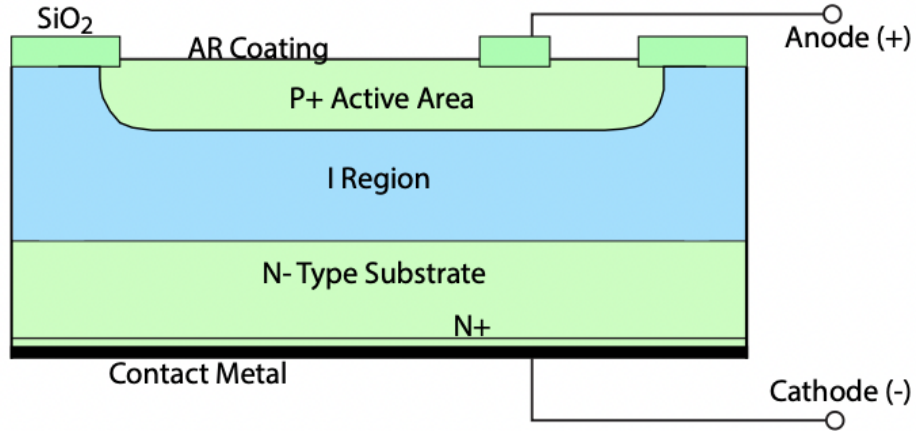 SiO₂
AR Coating
Anode (+)
P+ Active Area
I Region
N- Type Substrate
N+
Contact Metal
Cathode (-)